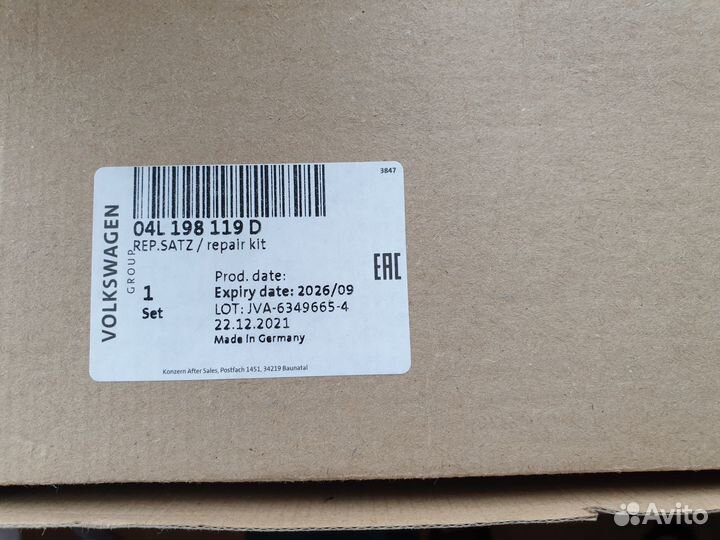 3847
VOLKSWAGEN
GROUP
04L 198 119 D
REP.SATZ / repair kit
1
Set
Prod. date:
Expiry date: 2026/09
LOT: JVA-6349665-4
22.12.2021
Made in Germany
EAC
Konzern After Sales, Postfach 1451, 34219 Baunatal
Avito